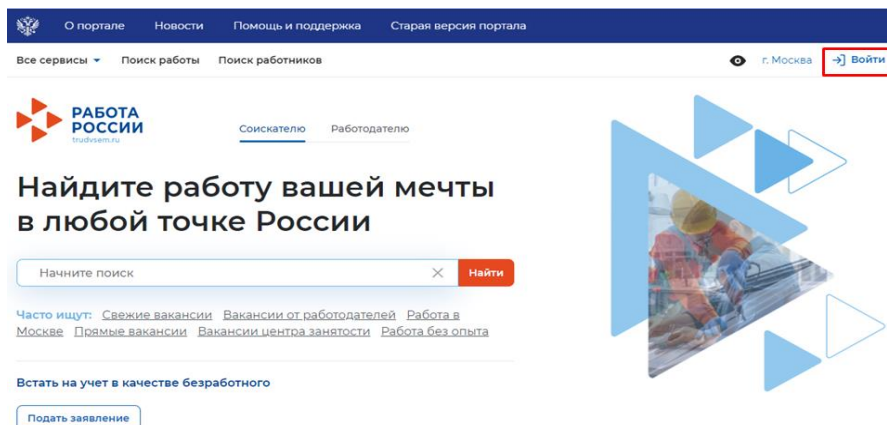 О портале Новости Помощь и поддержка Старая версия портала
Все сервисы Поиск работы Поиск работников г. Москва Войти
РАБОТА
РОССИИ
trudvsem.ru
Соискателю Работодателю
Найдите работу вашей мечты
в любой точке России
Начните поиск Найти
Часто ищут: Свежие вакансии Вакансии от работодателей Работа в
Москве Прямые вакансии Вакансии центра занятости Работа без опыта
Встать на учет в качестве безработного
Подать заявление